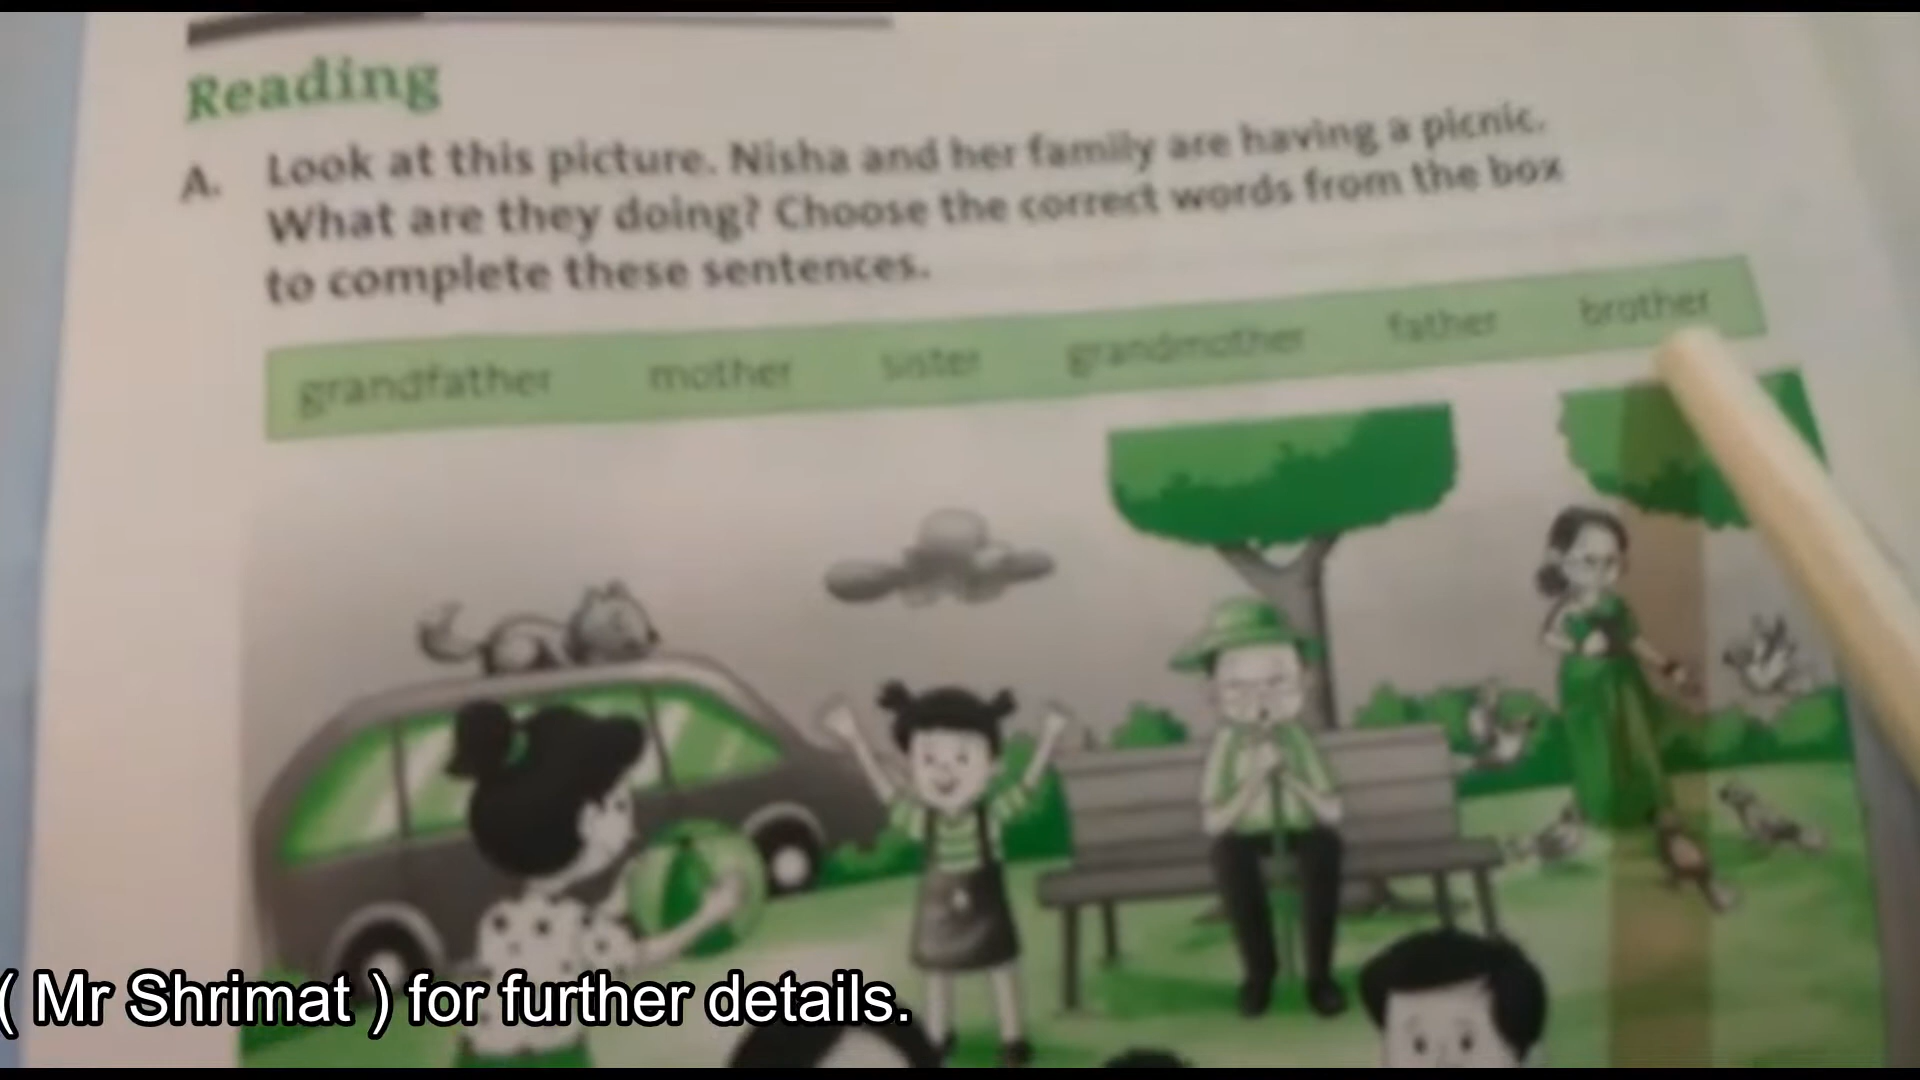 Reading
A. Look at this picture. Nisha and her family are having a picnic.
What are they doing? Choose the correct words from the box
to complete these sentences.
grandfather mother sister grandmother father brother
( Mr Shrimat ) for further details.